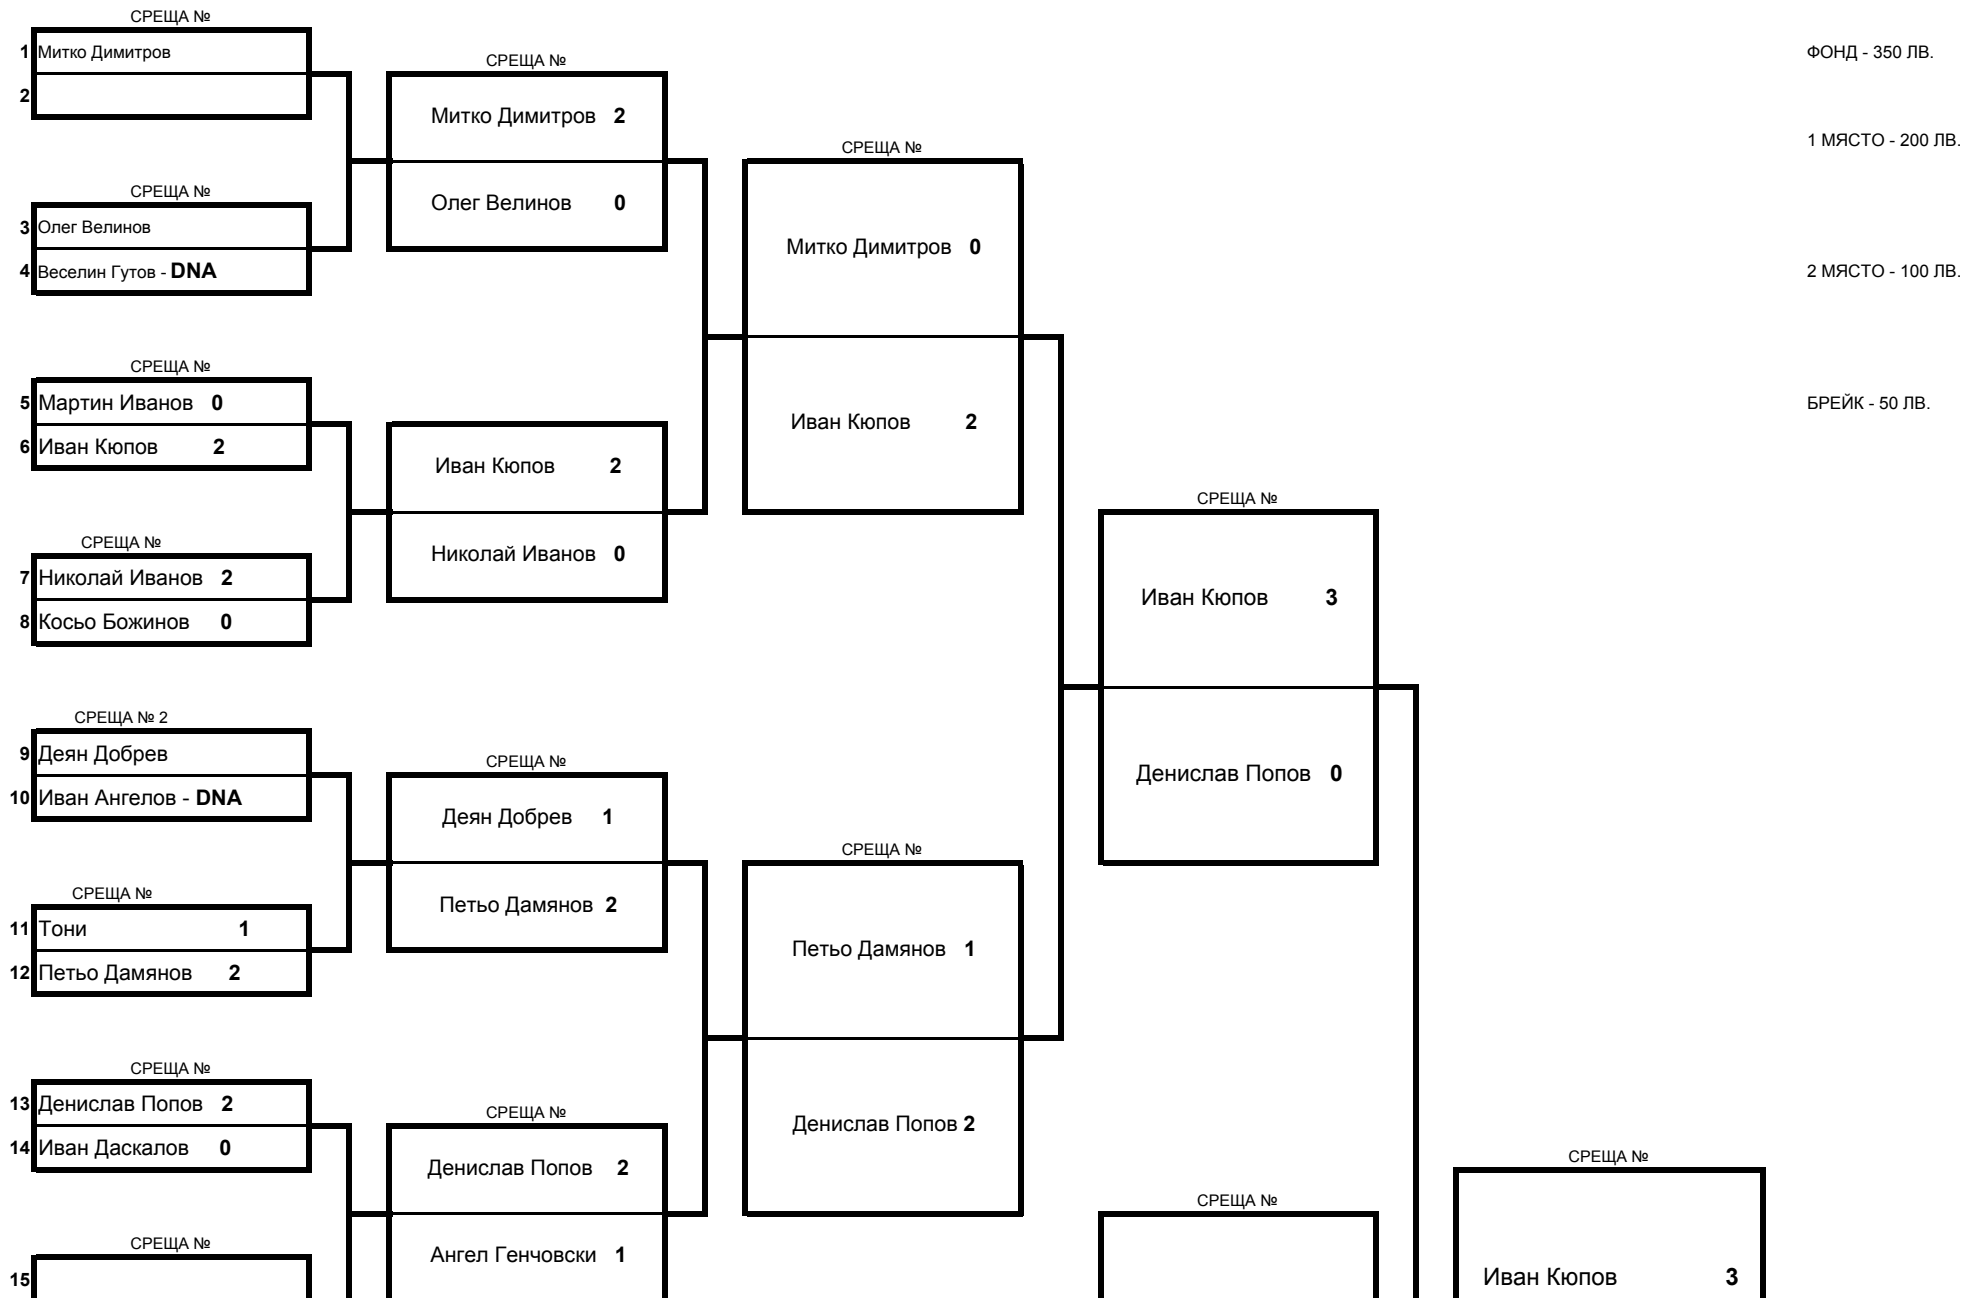 СРЕЩА №
1 Митко Димитров
2
СРЕЩА №
3 Олег Велинов
4 Веселин Гутов - DNA
СРЕЩА №
5 Мартин Иванов 0
6 Иван Кюпов 2
СРЕЩА №
7 Николай Иванов 2
8 Косьо Божинов 0
СРЕЩА № 2
9 Деян Добрев
10 Иван Ангелов - DNA
СРЕЩА №
11 Тони 1
12 Петьо Дамянов 2
СРЕЩА №
13 Денислав Попов 2
14 Иван Даскалов 0
СРЕЩА №
15
СРЕЩА №
Митко Димитров 2
Олег Велинов 0
Иван Кюпов 2
Николай Иванов 0
СРЕЩА №
Деян Добрев 1
Петьо Дамянов 2
СРЕЩА №
Денислав Попов 2
Ангел Генчовски 1
СРЕЩА №
Митко Димитров 0
Иван Кюпов 2
СРЕЩА №
Петьо Дамянов 1
Денислав Попов 2
СРЕЩА №
Иван Кюпов 3
Денислав Попов 0
СРЕЩА №
СРЕЩА №
Иван Кюпов 3
ФОНД - 350 ЛВ.
1 МЯСТО - 200 ЛВ.
2 МЯСТО - 100 ЛВ.
БРЕЙК - 50 ЛВ.